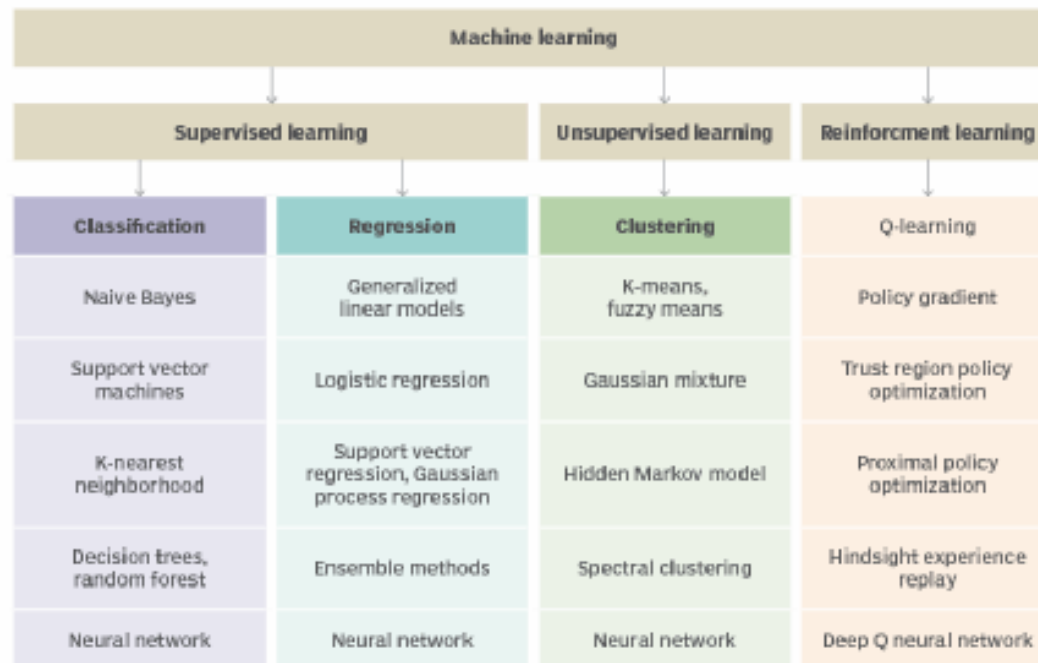 Machine learning
Supervised learning
Unsupervised learning
Reinforcment learning
Classification
Regression
Clustering
Q-learning
Naive Bayes
Generalized
linear models
K-means,
fuzzy means
Policy gradient
Support vector
machines
Logistic regression
Gaussian mixture
Trust region policy
optimization
K-nearest
neighborhood
Support vector
regression, Gaussian
process regression
Hidden Markov model
Proximal policy
optimization
Decision trees,
random forest
Ensemble methods
Spectral clustering
Hindsight experience
replay
Neural network
Neural network
Neural network
Deep Q neural network